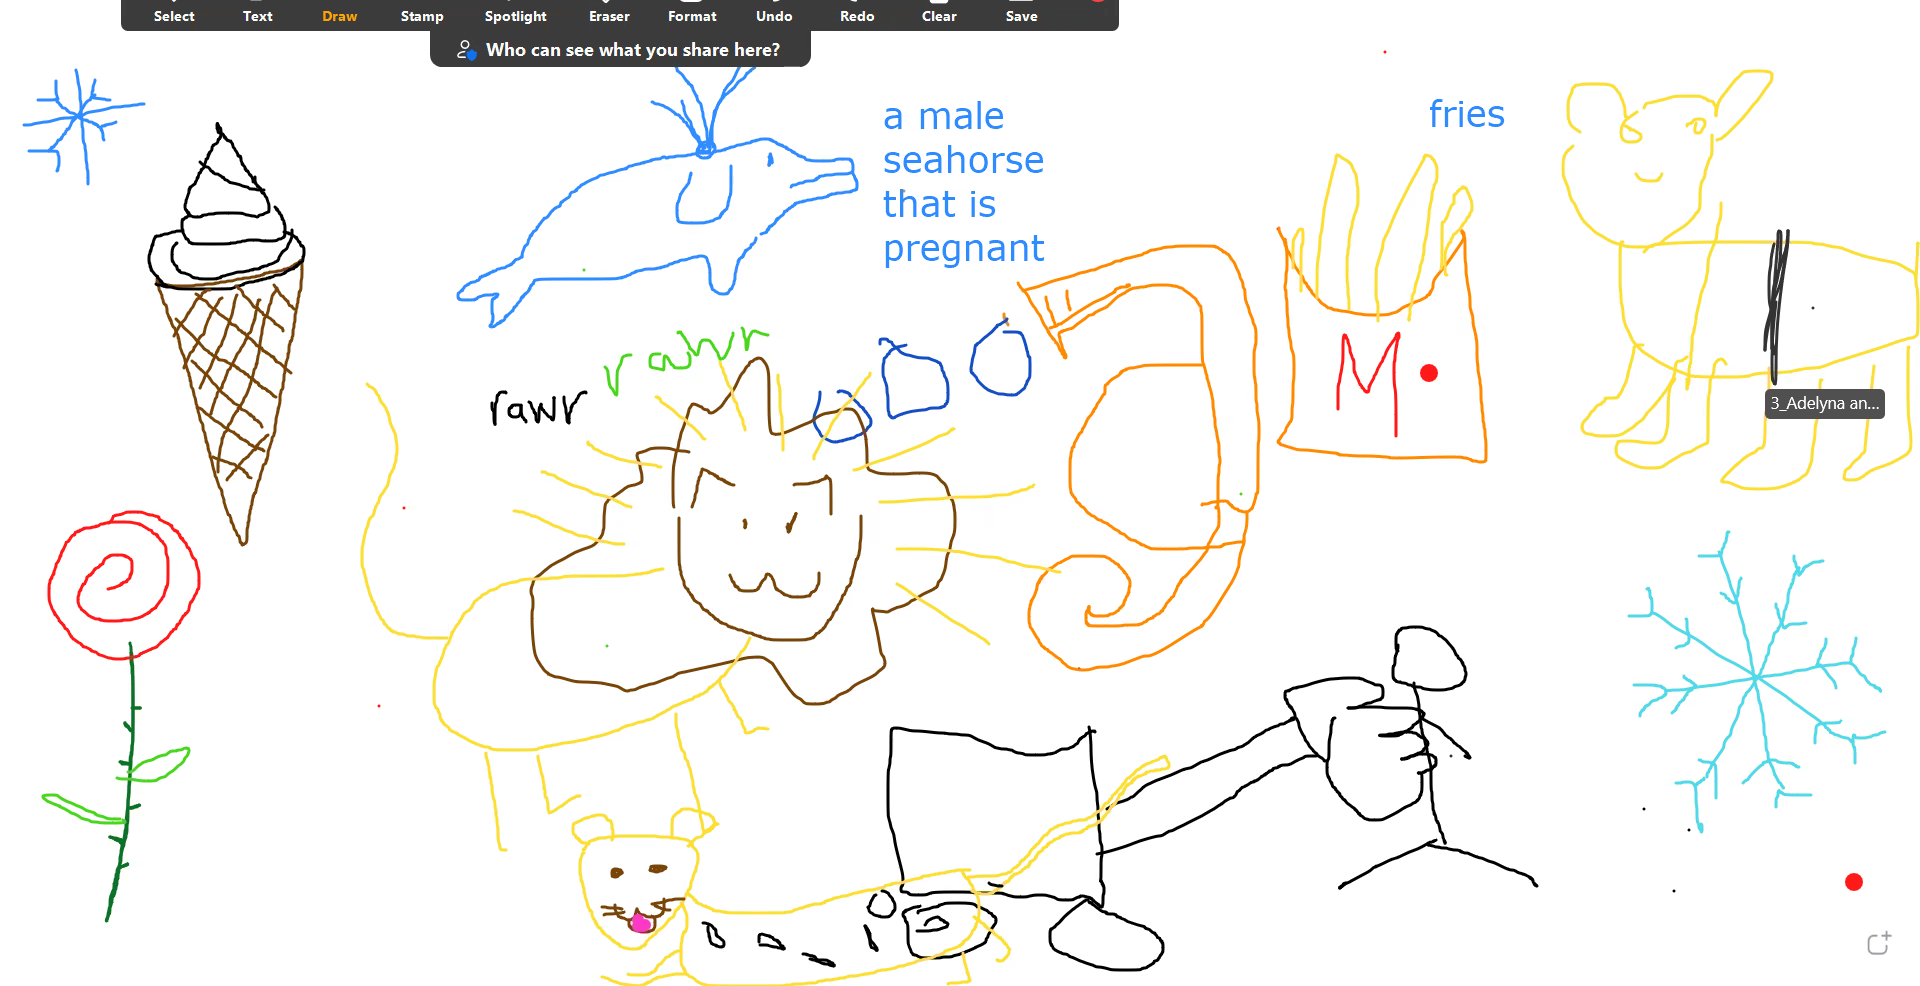 Select Text Draw Stamp Spotlight Eraser Format Undo Redo Clear Save
Who can see what you share here?
a male
seahorse
that is
pregnant
fries
rawr
rawr
M
3_Adelyna an...